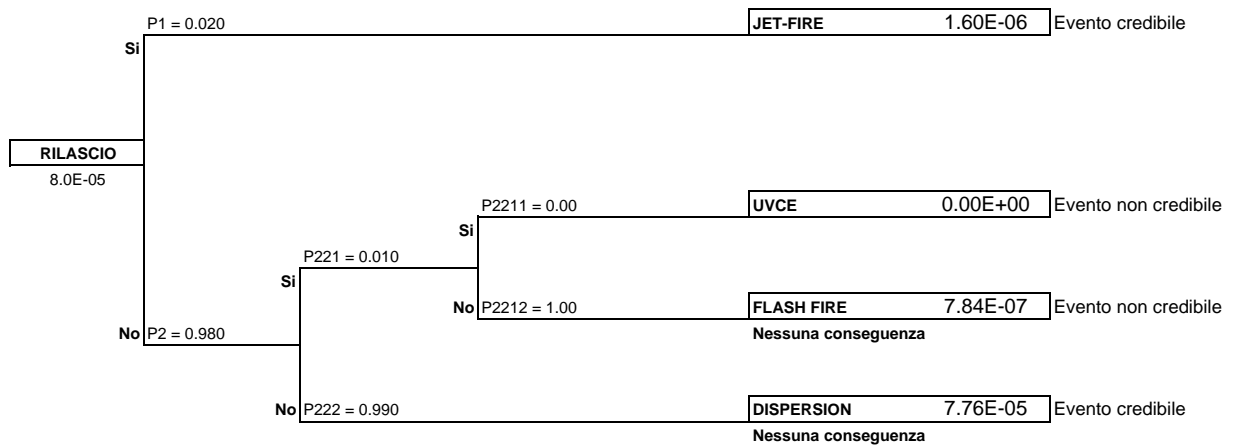 P1 = 0.020
JET-FIRE 1.60E-06 Evento credibile
Si
RILASCIO
8.0E-05
P2211 = 0.00
UVCE 0.00E+00 Evento non credibile
Si
P221 = 0.010
Si
No P2212 = 1.00
FLASH FIRE 7.84E-07 Evento non credibile
No P2 = 0.980
Nessuna conseguenza
No P222 = 0.990
DISPERSION 7.76E-05 Evento credibile
Nessuna conseguenza